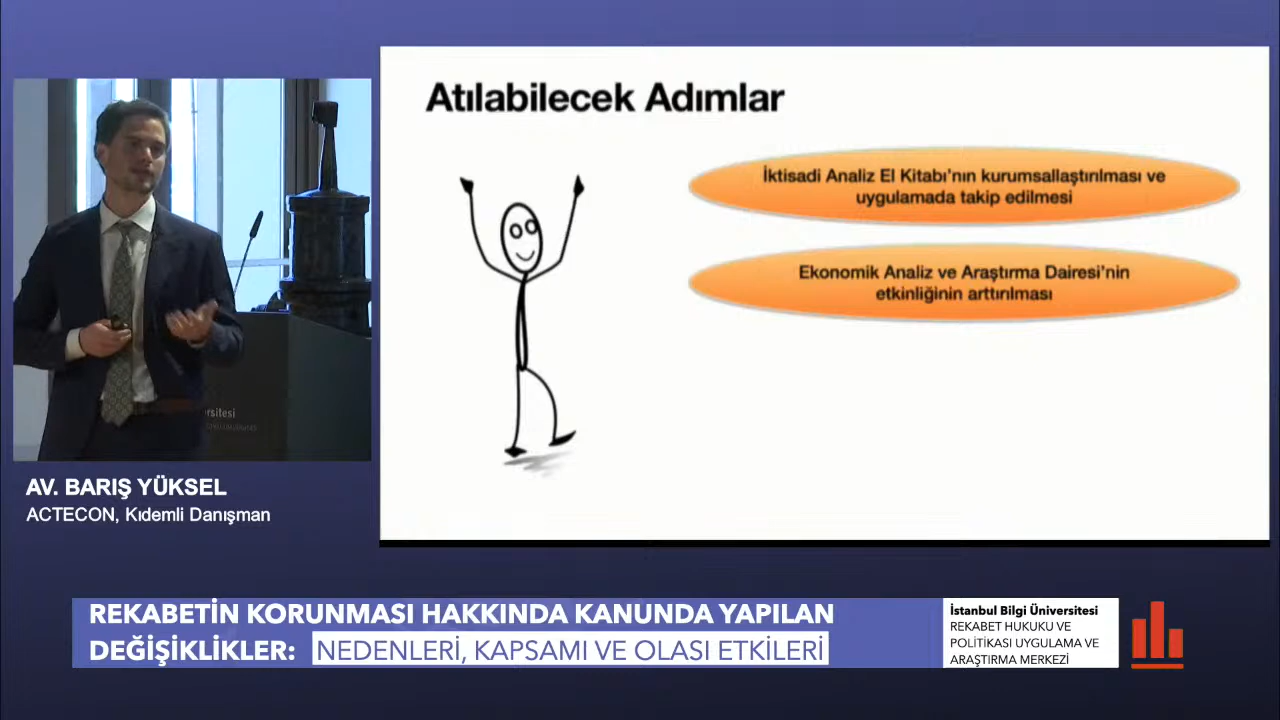 Atılabilecek Adımlar
İktisadi Analiz El Kitabı'nın kurumsallaştırılması ve
uygulamada takip edilmesi
Ekonomik Analiz ve Araştırma Dairesi'nin
etkinliğinin arttırılması
rsitesi
AV. BARIŞ YÜKSEL
ACTECON, Kıdemli Danışman
REKABETİN KORUNMASI HAKKINDA KANUNDA YAPILAN
DEĞİŞİKLİKLER: NEDENLERİ, KAPSAMI VE OLASI ETKİLERİ
İstanbul Bilgi Üniversitesi
REKABET HUKUKU VE
POLİTİKASI UYGULAMA VE
ARAŞTIRMA MERKEZİ